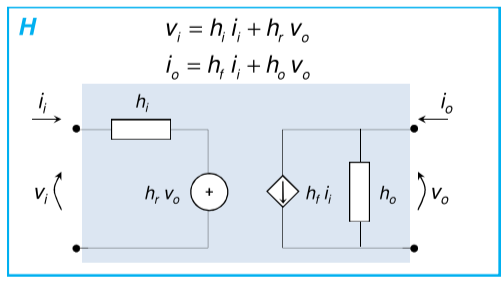 H
v_i = h_i i_i + h_r v_o
i_o = h_f i_i + h_o v_o
i_i
h_i
i_o
v_i
h_r v_o
+
h_f i_i
h_o
v_o